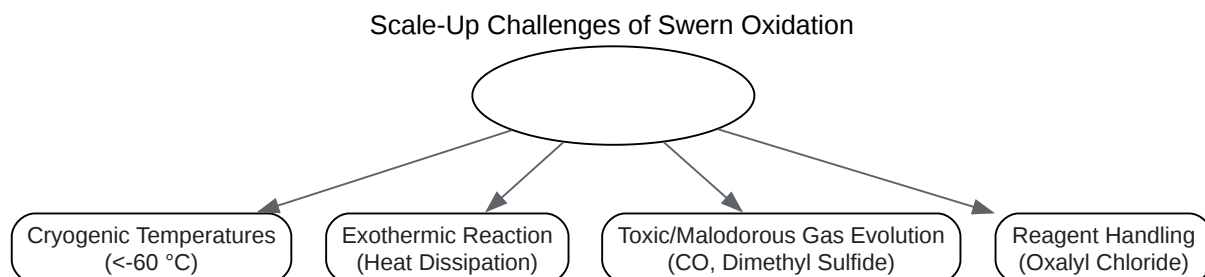 Scale-Up Challenges of Swern Oxidation
Cryogenic Temperatures
(<-60 °C)
Exothermic Reaction
(Heat Dissipation)
Toxic/Malodorous Gas Evolution
(CO, Dimethyl Sulfide)
Reagent Handling
(Oxalyl Chloride)